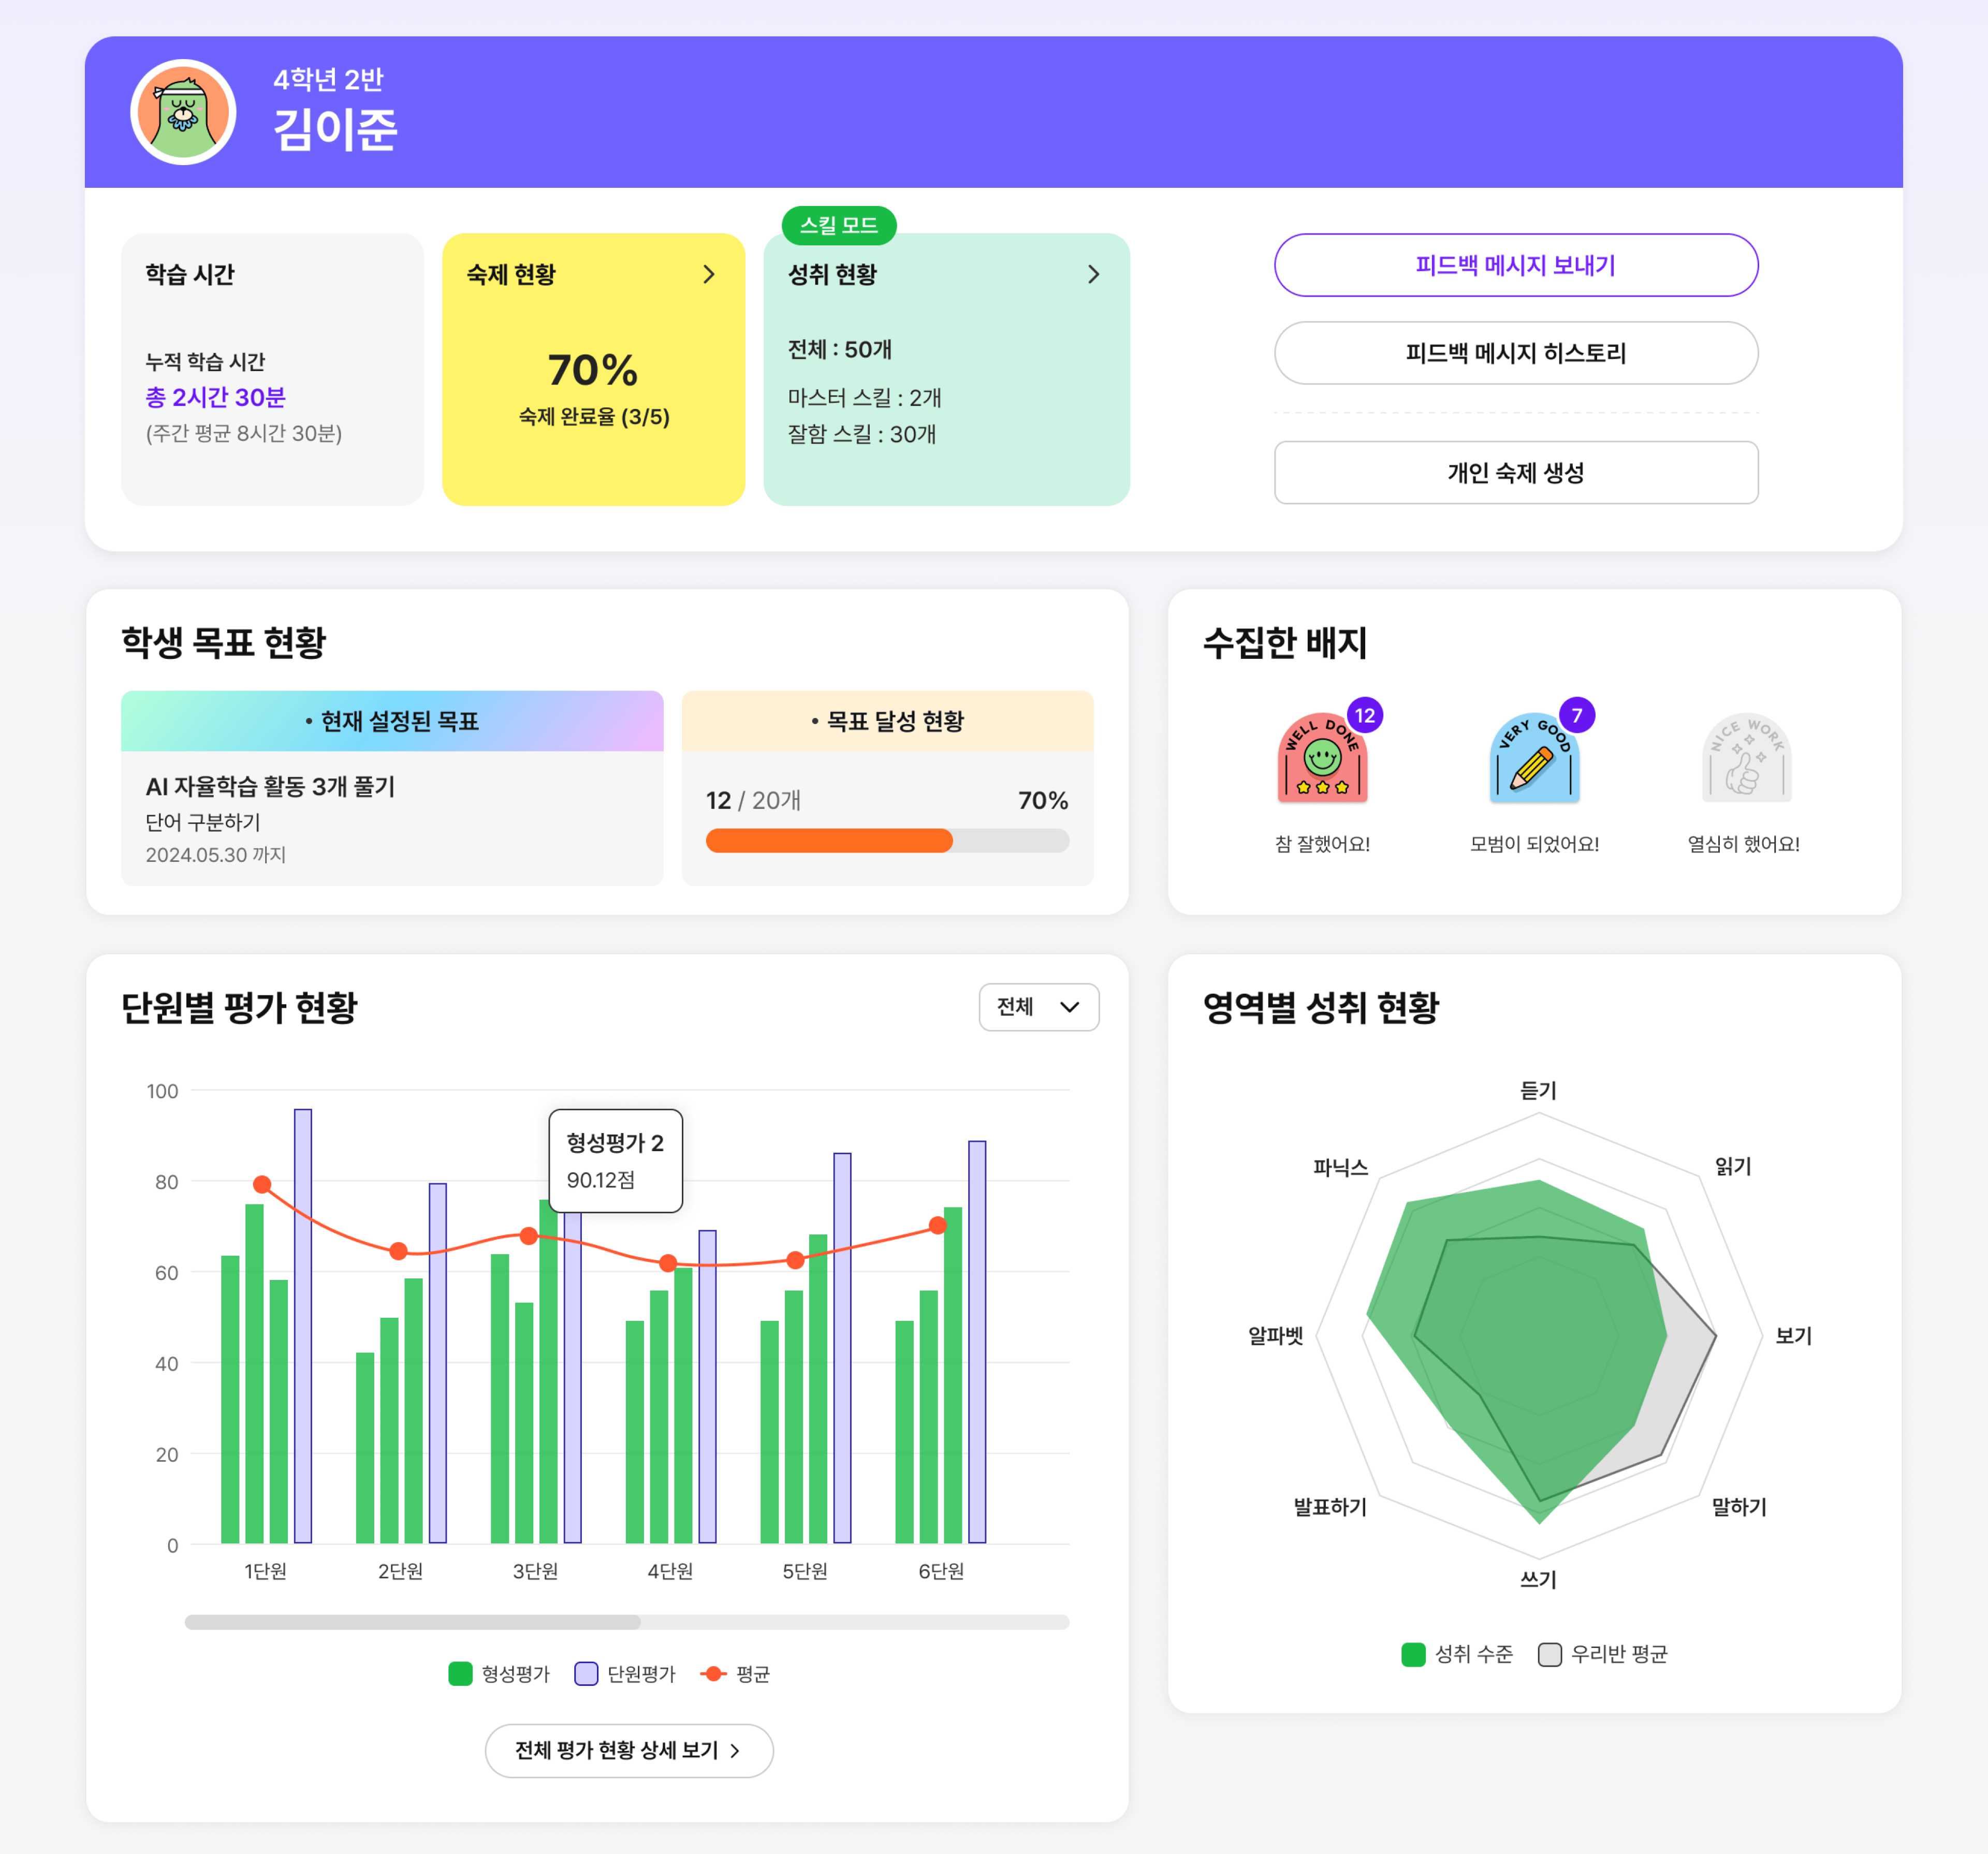 4학년 2반
김이준
학습 시간
누적 학습 시간
총 2시간 30분
(주간 평균 8시간 30분)
숙제 현황
70%
숙제 완료율 (3/5)
스킬 모드
성취 현황
전체 : 50개
마스터 스킬 : 2개
잘함 스킬 : 30개
피드백 메시지 보내기
피드백 메시지 히스토리
개인 숙제 생성
학생 목표 현황
• 현재 설정된 목표
AI 자율학습 활동 3개 풀기
단어 구분하기
2024.05.30 까지
• 목표 달성 현황
12 / 20개
70%
수집한 배지
WELL DONE
12
참 잘했어요!
VERY GOOD
7
모범이 되었어요!
NICE WORK
열심히 했어요!
단원별 평가 현황
전체
100
80
60
40
20
0
형성평가 2
90.12점
1단원
2단원
3단원
4단원
5단원
6단원
형성평가
단원평가
평균
전체 평가 현황 상세 보기
영역별 성취 현황
듣기
읽기
보기
말하기
쓰기
발표하기
알파벳
파닉스
성취 수준
우리반 평균